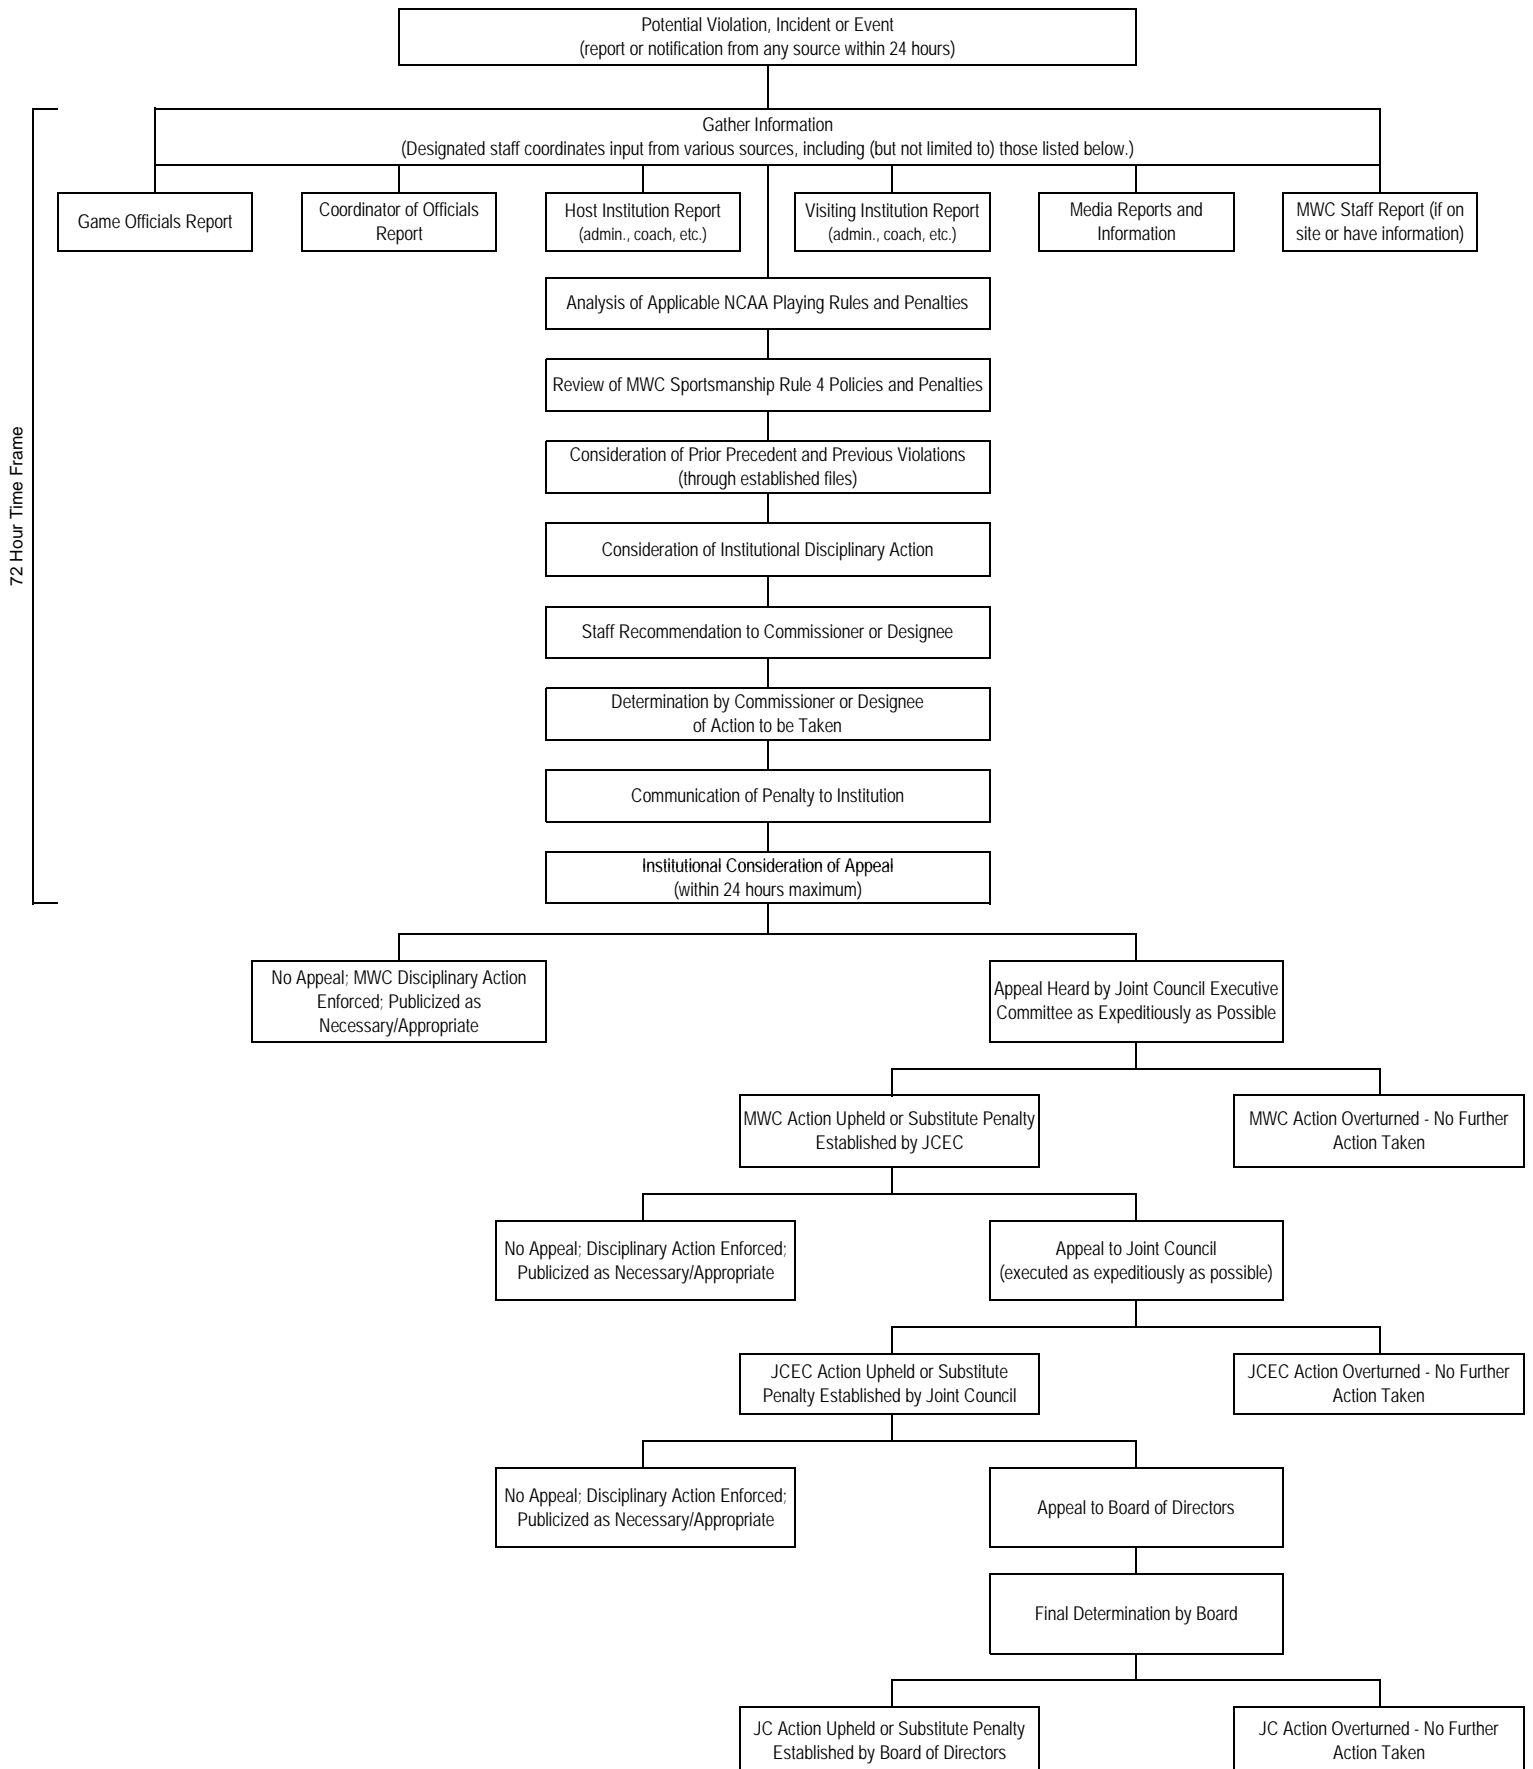 Potential Violation, Incident or Event
(report or notification from any source within 24 hours)
Gather Information
(Designated staff coordinates input from various sources, including (but not limited to) those listed below.)
Game Officials Report
Coordinator of Officials
Report
Host Institution Report
(admin., coach, etc.)
Visiting Institution Report
(admin., coach, etc.)
Media Reports and
Information
MWC Staff Report (if on
site or have information)
72 Hour Time Frame
Analysis of Applicable NCAA Playing Rules and Penalties
Review of MWC Sportsmanship Rule 4 Policies and Penalties
Consideration of Prior Precedent and Previous Violations
(through established files)
Consideration of Institutional Disciplinary Action
Staff Recommendation to Commissioner or Designee
Determination by Commissioner or Designee
of Action to be Taken
Communication of Penalty to Institution
Institutional Consideration of Appeal
(within 24 hours maximum)
No Appeal; MWC Disciplinary Action
Enforced; Publicized as
Necessary/Appropriate
Appeal Heard by Joint Council Executive
Committee as Expeditiously as Possible
MWC Action Upheld or Substitute Penalty
Established by JCEC
MWC Action Overturned - No Further
Action Taken
No Appeal; Disciplinary Action Enforced;
Publicized as Necessary/Appropriate
Appeal to Joint Council
(executed as expeditiously as possible)
JCEC Action Upheld or Substitute
Penalty Established by Joint Council
JCEC Action Overturned - No Further
Action Taken
No Appeal; Disciplinary Action Enforced;
Publicized as Necessary/Appropriate
Appeal to Board of Directors
Final Determination by Board
JC Action Upheld or Substitute Penalty
Established by Board of Directors
JC Action Overturned - No Further
Action Taken